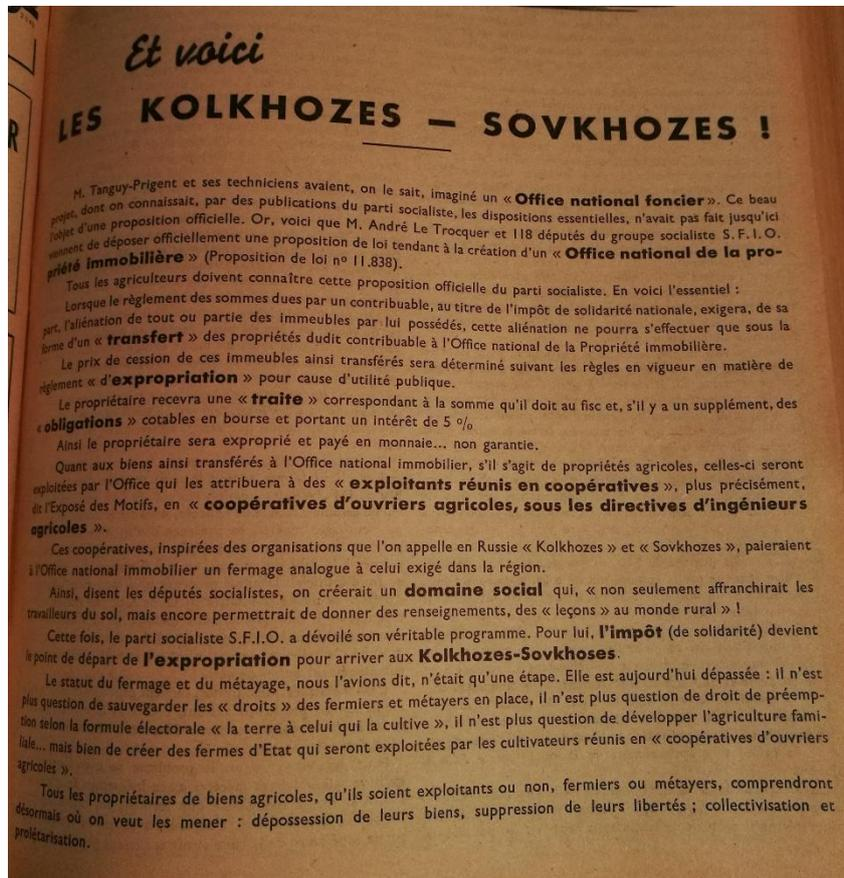 Et voici
LES KOLKHOZES — SOVKHOZES !
M. Tanguy-Prigent et ses techniciens avaient, on le sait, imaginé un « Office national foncier ». Ce beau
projet, dont on connaissait, par des publications du parti socialiste, les dispositions essentielles, n'avait pas fait jusqu'ici
l'objet d'une proposition officielle. Or, voici que M. André Le Trocquer et 118 députés du groupe socialiste S.F.I.O.
viennent de déposer officiellement une proposition de loi tendant à la création d'un « Office national de la pro-
priété immobilière » (Proposition de loi nº 11.838).
Tous les agriculteurs doivent connaître cette proposition officielle du parti socialiste. En voici l'essentiel :
Lorsque le règlement des sommes dues par un contribuable, au titre de l'impôt de solidarité nationale, exigera, de sa
part, l'aliénation de tout ou partie des immeubles par lui possédés, cette aliénation ne pourra s'effectuer que sous la
forme d'un « transfert » des propriétés dudit contribuable à l'Office national de la Propriété immobilière.
Le prix de cession de ces immeubles ainsi transférés sera déterminé suivant les règles en vigueur en matière de
règlement « d'expropriation » pour cause d'utilité publique.
Le propriétaire recevra une « traite » correspondant à la somme qu'il doit au fisc et, s'il y a un supplément, des
« obligations » cotables en bourse et portant un intérêt de 5 %
Ainsi le propriétaire sera exproprié et payé en monnaie... non garantie.
Quant aux biens ainsi transférés à l'Office national immobilier, s'il s'agit de propriétés agricoles, celles-ci seront
exploitées par l'Office qui les attribuera à des « exploitants réunis en coopératives », plus précisément,
dit l'Exposé des Motifs, en « coopératives d'ouvriers agricoles, sous les directives d'ingénieurs
agricoles ».
Ces coopératives, inspirées des organisations que l'on appelle en Russie « Kolkhozes » et « Sovkhozes », paieraient
à l'Office national immobilier un fermage analogue à celui exigé dans la région.
Ainsi, disent les députés socialistes, on créerait un domaine social qui, « non seulement affranchirait les
travailleurs du sol, mais encore permettrait de donner des renseignements, des « leçons » au monde rural » !
Cette fois, le parti socialiste S.F.I.O. a dévoilé son véritable programme. Pour lui, l'impôt (de solidarité) devient
le point de départ de l'expropriation pour arriver aux Kolkhozes-Sovkhoses.
Le statut du fermage et du métayage, nous l'avions dit, n'était qu'une étape. Elle est aujourd'hui dépassée : il n'est
plus question de sauvegarder les « droits » des fermiers et métayers en place, il n'est plus question de droit de préemp-
tion selon la formule électorale « la terre à celui qui la cultive », il n'est plus question de développer l'agriculture fami-
liale... mais bien de créer des fermes d'Etat qui seront exploitées par les cultivateurs réunis en « coopératives d'ouvriers
agricoles ».
Tous les propriétaires de biens agricoles, qu'ils soient exploitants ou non, fermiers ou métayers, comprendront
désormais où on veut les mener : dépossession de leurs biens, suppression de leurs libertés ; collectivisation et
prolétarisation.